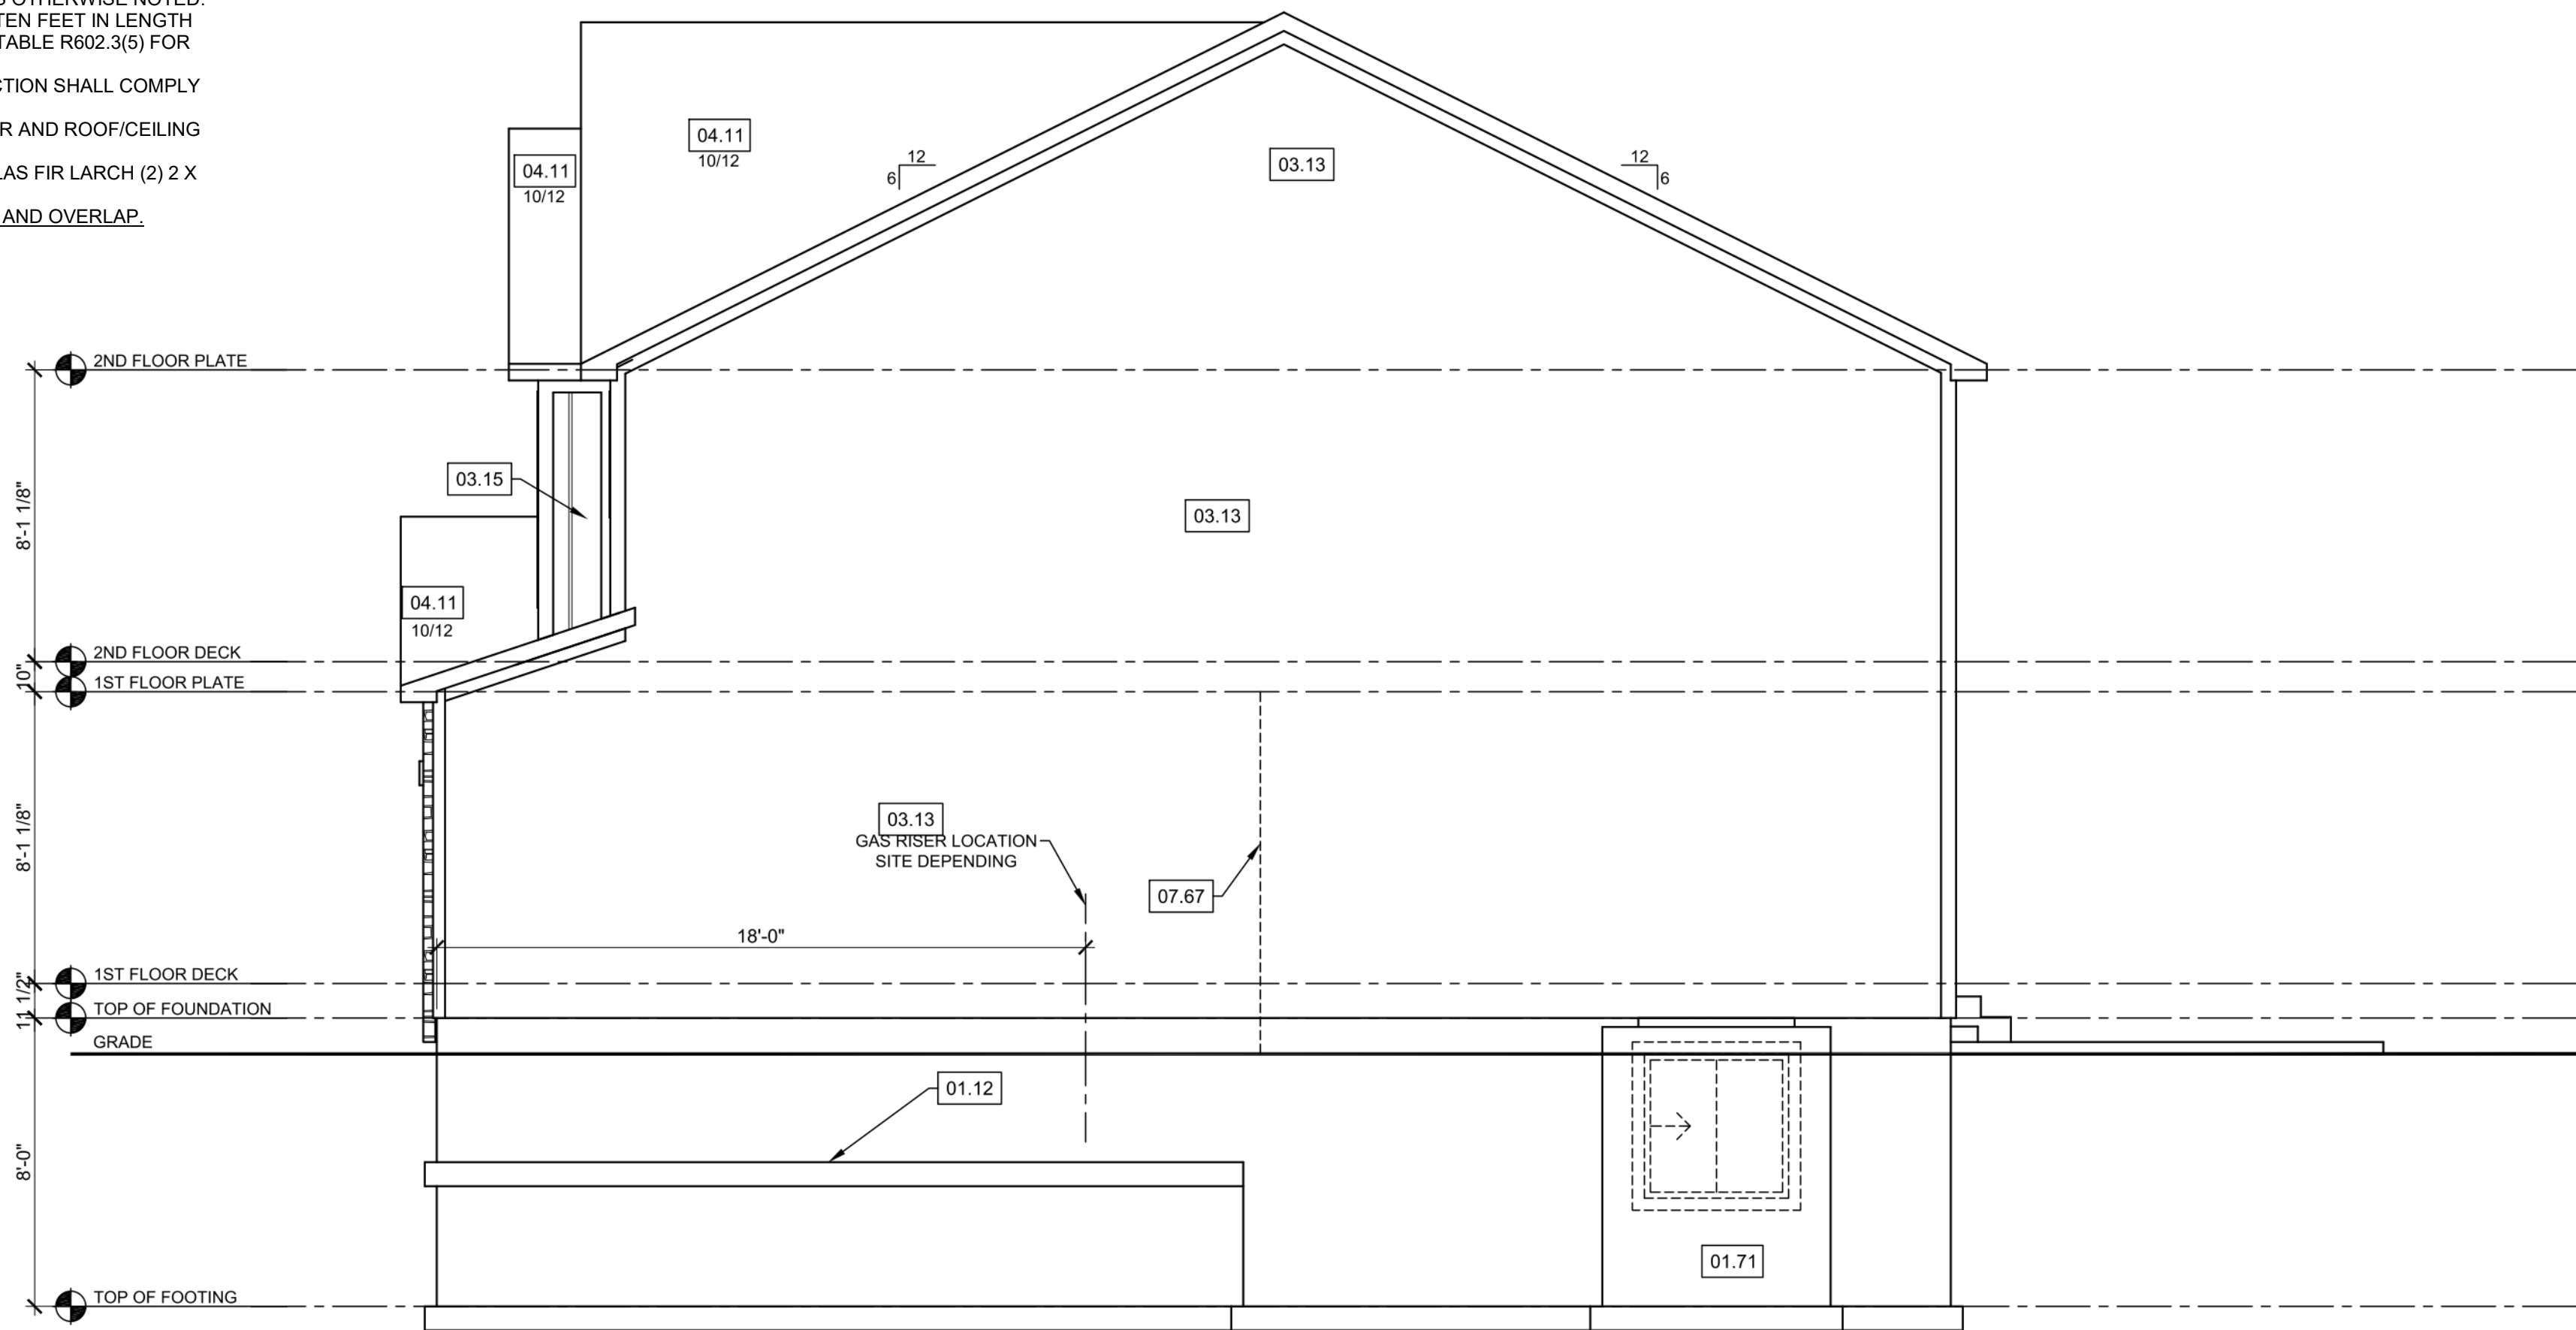 S OTHERWISE NOTED.
TEN FEET IN LENGTH
TABLE R602.3(5) FOR
CTION SHALL COMPLY
R AND ROOF/CEILING
LAS FIR LARCH (2) 2 X
AND OVERLAP.
04.11
10/12
04.11
10/12
12
6
03.13
12
6
2ND FLOOR PLATE
8'-1 1/8"
03.15
03.13
04.11
10/12
2ND FLOOR DECK
10"
1ST FLOOR PLATE
8'-1 1/8"
03.13
GAS RISER LOCATION
SITE DEPENDING
07.67
18'-0"
1ST FLOOR DECK
11 1/2"
TOP OF FOUNDATION
GRADE
01.12
8'-0"
01.71
TOP OF FOOTING